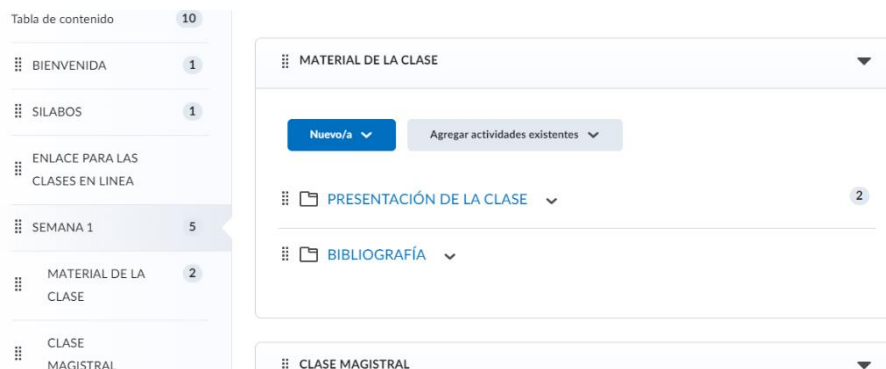 Tabla de contenido 10
BIENVENIDA 1
SILABOS 1
ENLACE PARA LAS
CLASES EN LINEA
SEMANA 1 5
MATERIAL DE LA
CLASE 2
CLASE
MAGISTRAL
MATERIAL DE LA CLASE
Nuevo/a Agregar actividades existentes
PRESENTACIÓN DE LA CLASE 2
BIBLIOGRAFÍA
CLASE MAGISTRAL